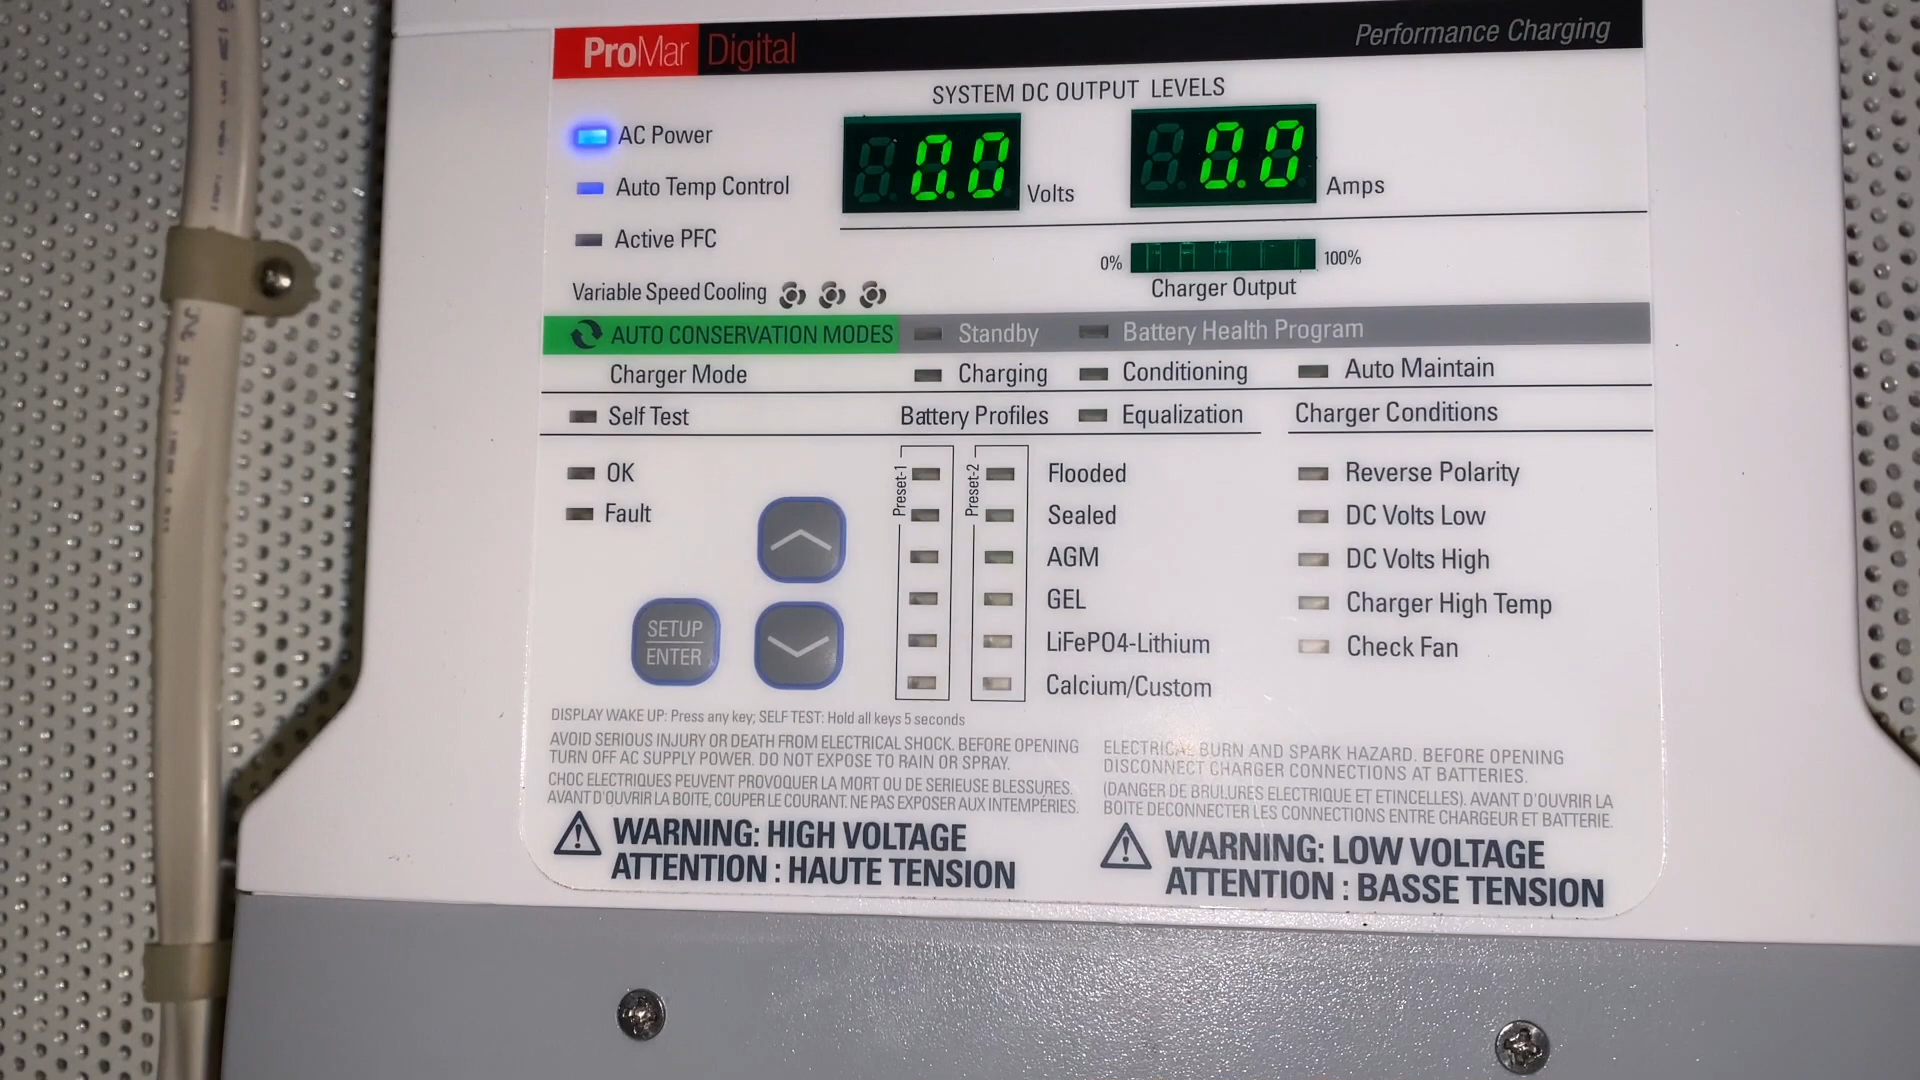 ProMar Digital
Performance Charging
SYSTEM DC OUTPUT LEVELS
AC Power
0.0 Volts
0.0 Amps
Auto Temp Control
Active PFC
0% 100%
Charger Output
Variable Speed Cooling
AUTO CONSERVATION MODES Standby Battery Health Program
Charger Mode Charging Conditioning Auto Maintain
Self Test Battery Profiles Equalization Charger Conditions
OK
Fault
Preset-1
Preset-2
Flooded
Sealed
AGM
GEL
LiFePO4-Lithium
Calcium/Custom
Reverse Polarity
DC Volts Low
DC Volts High
Charger High Temp
Check Fan
SETUP
ENTER
DISPLAY WAKE UP: Press any key; SELF TEST: Hold all keys 5 seconds
AVOID SERIOUS INJURY OR DEATH FROM ELECTRICAL SHOCK. BEFORE OPENING
TURN OFF AC SUPPLY POWER. DO NOT EXPOSE TO RAIN OR SPRAY.
CHOC ELECTRIQUES PEUVENT PROVOQUER LA MORT OU DE SERIEUSE BLESSURES.
AVANT D'OUVRIR LA BOITE, COUPER LE COURANT. NE PAS EXPOSER AUX INTEMPÉRIES.
WARNING: HIGH VOLTAGE
ATTENTION : HAUTE TENSION
ELECTRICAL BURN AND SPARK HAZARD. BEFORE OPENING
DISCONNECT CHARGER CONNECTIONS AT BATTERIES.
(DANGER DE BRULURES ELECTRIQUE ET ETINCELLES). AVANT D'OUVRIR LA
BOITE DECONNECTER LES CONNECTIONS ENTRE CHARGEUR ET BATTERIE.
WARNING: LOW VOLTAGE
ATTENTION : BASSE TENSION